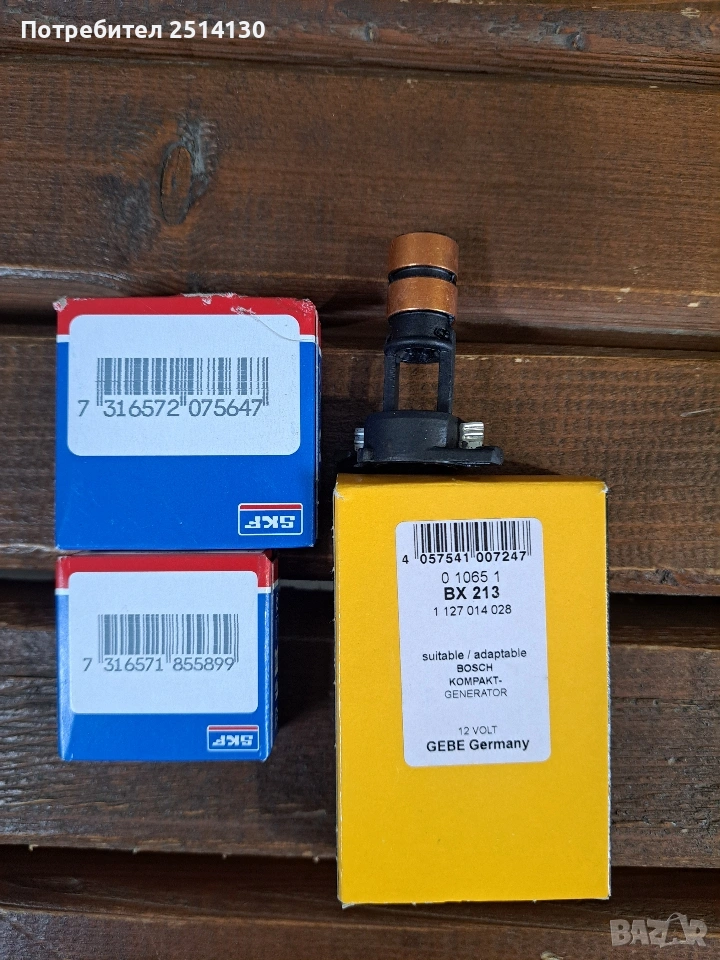 Потребител 2514130
7 316572 075647
SKF
7 316571 855899
SKF
4 057541 007247
0 1065 1
BX 213
1 127 014 028
suitable / adaptable
BOSCH
KOMPAKT-
GENERATOR
12 VOLT
GEBE Germany
BAZAR